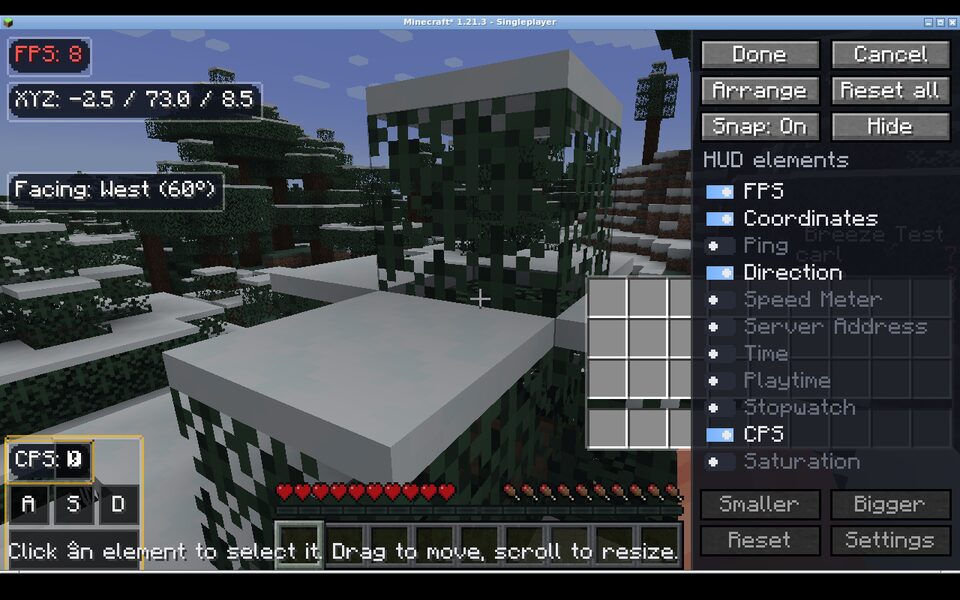 Minecraft* 1.21.3 - Singleplayer
FPS: 8
XYZ: -2.5 / 73.0 / 8.5
Facing: West (60°)
CPS: 0
A S D
Click an element to select it. Drag to move, scroll to resize.
Done Cancel
Arrange Reset all
Snap: On Hide
HUD elements
FPS
Coordinates
Breeze Test
Ping
carl
Direction
Speed Meter
Server Address
Time
Playtime
Stopwatch
CPS
Saturation
Smaller Bigger
Reset Settings